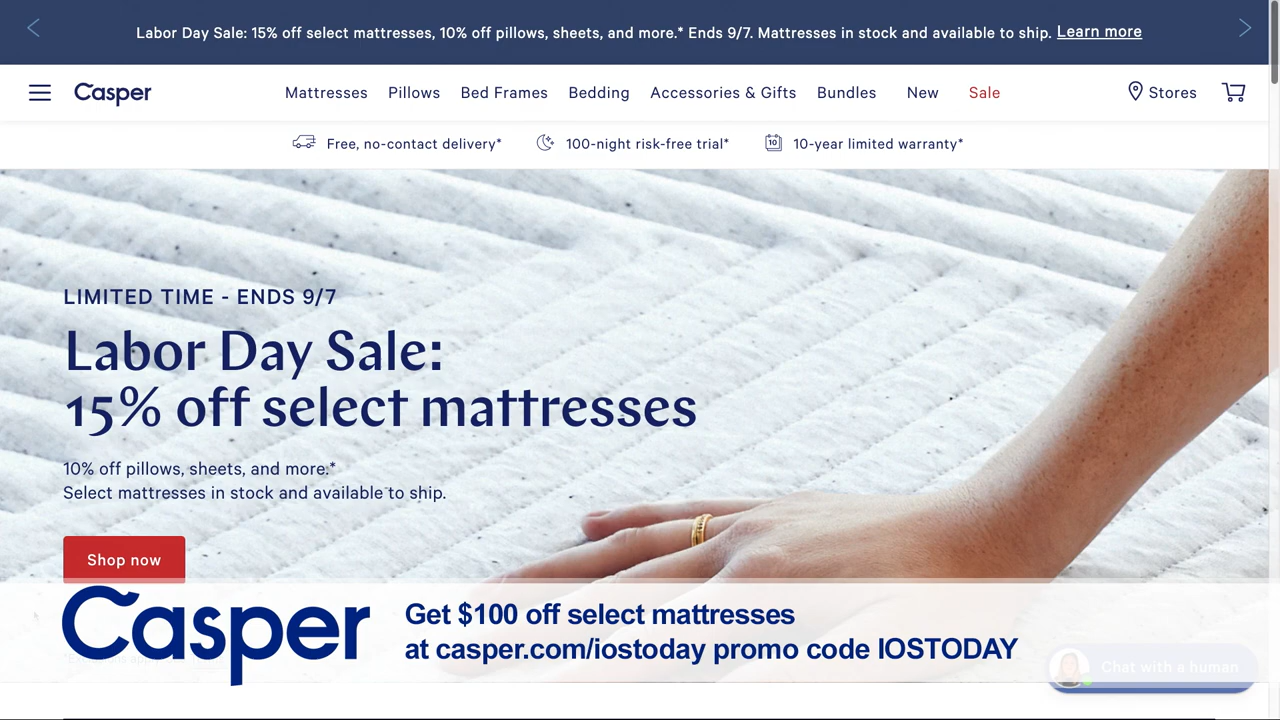 Labor Day Sale: 15% off select mattresses, 10% off pillows, sheets, and more.* Ends 9/7. Mattresses in stock and available to ship. Learn more
Casper Mattresses Pillows Bed Frames Bedding Accessories & Gifts Bundles New Sale Stores
Free, no-contact delivery* 10 100-night risk-free trial* 10-year limited warranty*
LIMITED TIME - ENDS 9/7
Labor Day Sale:
15% off select mattresses
10% off pillows, sheets, and more.*
Select mattresses in stock and available to ship.
Shop now
Casper
Get $100 off select mattresses
at casper.com/iostoday promo code IOSTODAY
Chat with a human